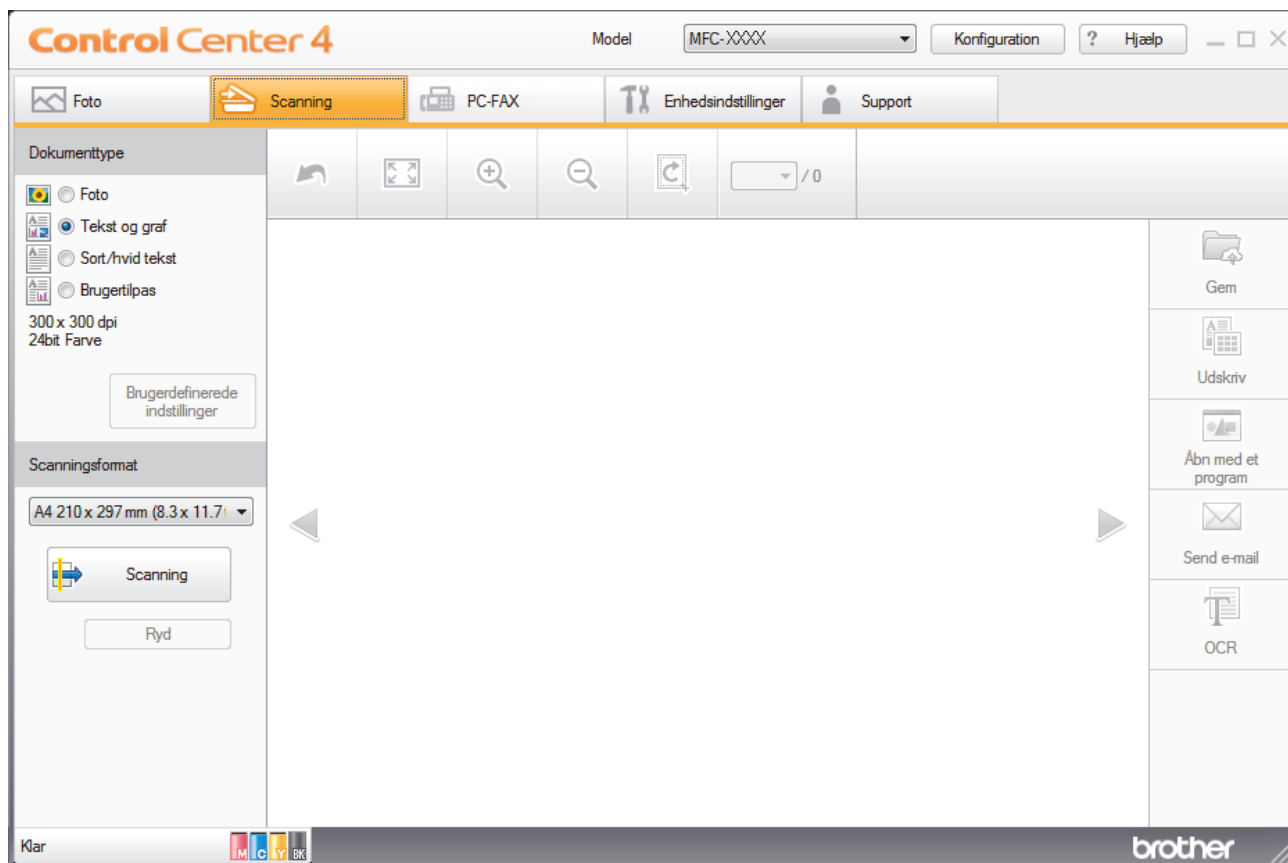 Control Center 4
Model
MFC-XXXX
Konfiguration
? Hjælp
Foto
Scanning
PC-FAX
Enhedsindstillinger
Support
Dokumenttype
Foto
Tekst og graf
Sort/hvid tekst
Brugertilpas
300 x 300 dpi
24bit Farve
Brugerdefinerede
indstillinger
Scanningsformat
A4 210 x 297 mm (8.3 x 11.7
Scanning
Ryd
/ 0
Gem
Udskriv
Åbn med et
program
Send e-mail
OCR
Klar
M C Y BK
brother